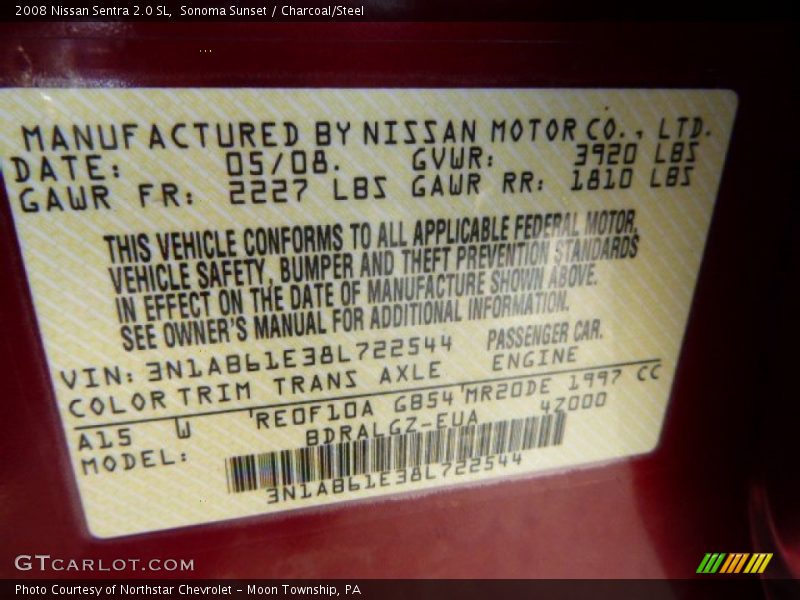 2008 Nissan Sentra 2.0 SL,  Sonoma Sunset / Charcoal/Steel
MANUFACTURED BY NISSAN MOTOR CO., LTD.
DATE: 05/08. GVWR: 3920 LBS
GAWR FR: 2227 LBS GAWR RR: 1810 LBS
THIS VEHICLE CONFORMS TO ALL APPLICABLE FEDERAL MOTOR,
VEHICLE SAFETY, BUMPER AND THEFT PREVENTION STANDARDS
IN EFFECT ON THE DATE OF MANUFACTURE SHOWN ABOVE.
SEE OWNER'S MANUAL FOR ADDITIONAL INFORMATION.
VIN: 3N1AB61E38L722544 PASSENGER CAR.
COLOR TRIM TRANS AXLE ENGINE
A15 W 'RE0F10A GB54'MR20DE 1997 CC
MODEL: BDRALGZ-EUA 4Z000
3N1AB61E38L722544
GTCARLOT.COM
Photo Courtesy of Northstar Chevrolet - Moon Township, PA